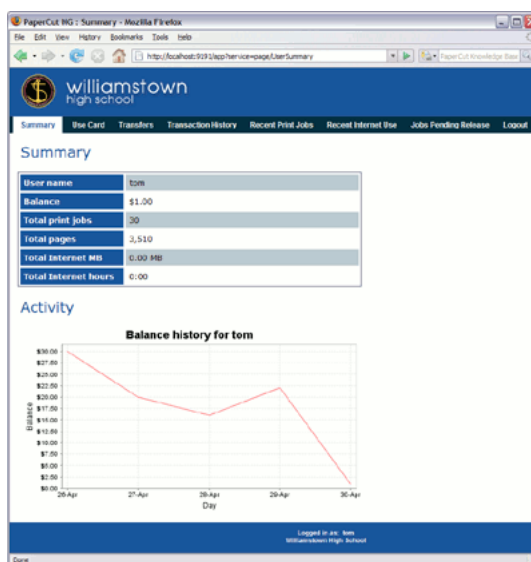 PaperCut NG : Summary - Mozilla Firefox
File Edit View History Bookmarks Tools Help
http://localhost:9191/app?service=page/UserSummary PaperCut Knowledge Base
williamstown
high school
Summary Use Card Transfers Transaction History Recent Print Jobs Recent Internet Use Jobs Pending Release Logout
Summary
User name tom
Balance $1.00
Total print jobs 30
Total pages 3,510
Total Internet MB 0.00 MB
Total Internet hours 0:00
Activity
Balance history for tom
$30.00
$27.50
$25.00
$22.50
$20.00
$17.50
$15.00
$12.50
$10.00
$7.50
$5.00
$2.50
$0.00
Balance
26-Apr 27-Apr 28-Apr 29-Apr 30-Apr
Day
Logged in as: tom
Williamstown High School
Done